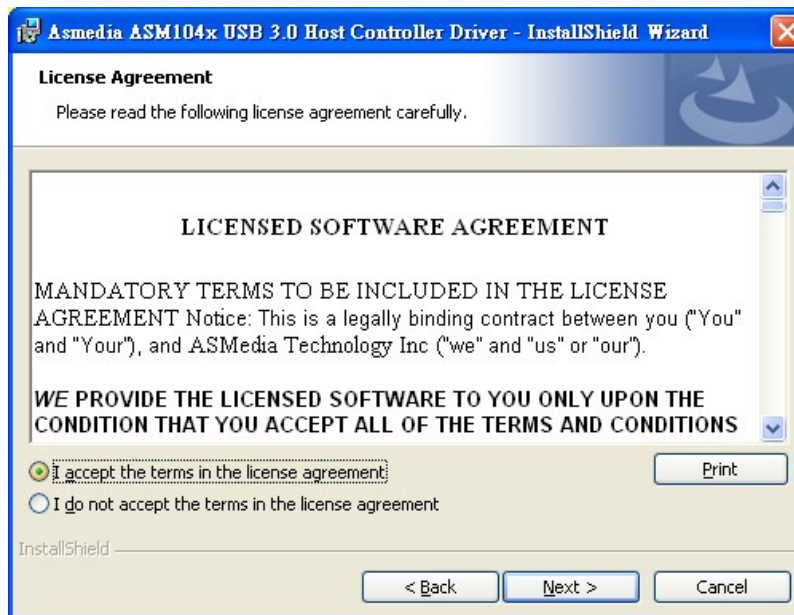 Asmedia ASM104x USB 3.0 Host Controller Driver - InstallShield Wizard
License Agreement
Please read the following license agreement carefully.
LICENSED SOFTWARE AGREEMENT
MANDATORY TERMS TO BE INCLUDED IN THE LICENSE
AGREEMENT Notice: This is a legally binding contract between you ("You"
and "Your"), and ASMedia Technology Inc ("we" and "us" or "our").
WE PROVIDE THE LICENSED SOFTWARE TO YOU ONLY UPON THE
CONDITION THAT YOU ACCEPT ALL OF THE TERMS AND CONDITIONS
I accept the terms in the license agreement
Print
I do not accept the terms in the license agreement
InstallShield
< Back
Next >
Cancel